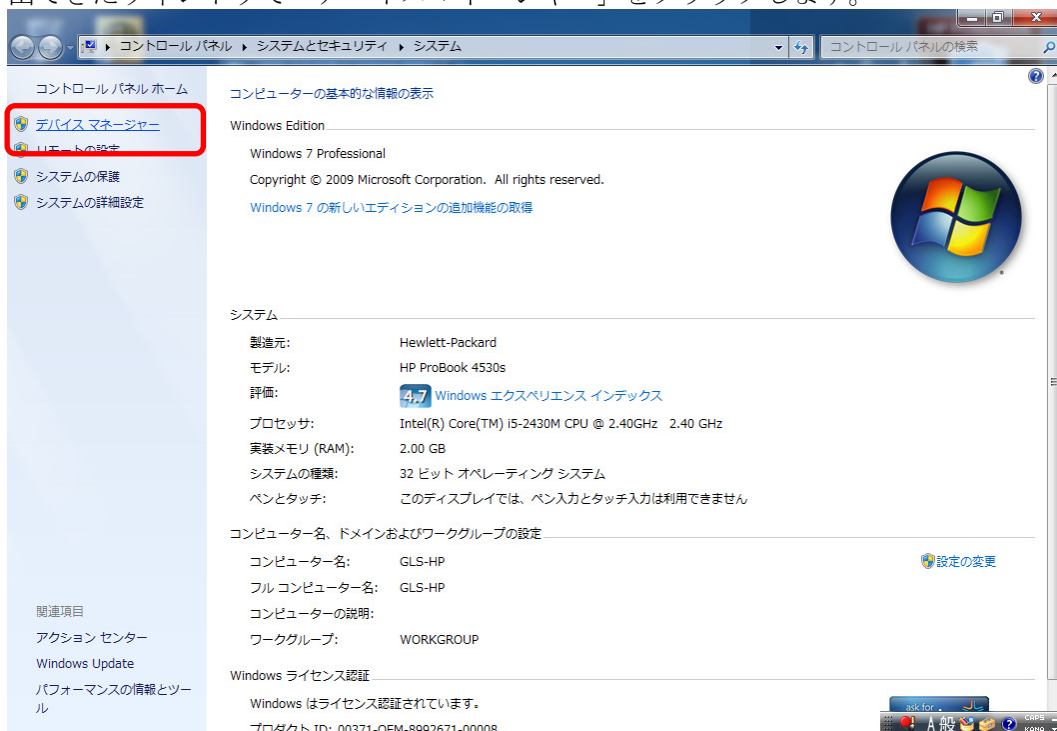 コントロール パネル ▸ システムとセキュリティ ▸ システム
コントロール パネルの検索
コントロール パネル ホーム
デバイス マネージャー
リモートの設定
システムの保護
システムの詳細設定
コンピューターの基本的な情報の表示
Windows Edition
Windows 7 Professional
Copyright © 2009 Microsoft Corporation. All rights reserved.
Windows 7 の新しいエディションの追加機能の取得
システム
製造元: Hewlett-Packard
モデル: HP ProBook 4530s
評価: 4.7 Windows エクスペリエンス インデックス
プロセッサ: Intel(R) Core(TM) i5-2430M CPU @ 2.40GHz 2.40 GHz
実装メモリ (RAM): 2.00 GB
システムの種類: 32 ビット オペレーティング システム
ペンとタッチ: このディスプレイでは、ペン入力とタッチ入力は利用できません
コンピューター名、ドメインおよびワークグループの設定
コンピューター名: GLS-HP
設定の変更
フル コンピューター名: GLS-HP
コンピューターの説明:
ワークグループ: WORKGROUP
関連項目
アクション センター
Windows Update
パフォーマンスの情報とツー
ル
Windows ライセンス認証
Windows はライセンス認証されています。
プロダクト ID: 00371-OEM-8992671-00008
ask for
A 般
CAPS
KANA